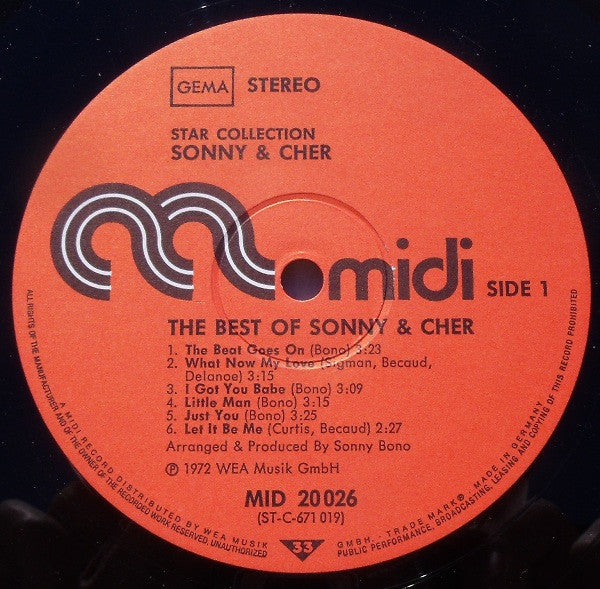 GEMA STEREO
STAR COLLECTION
SONNY & CHER
midi SIDE 1
THE BEST OF SONNY & CHER
1. The Beat Goes On (Bono) 3:23
2. What Now My Love (Sigman, Becaud,
Delanoe) 3:15
3. I Got You Babe (Bono) 3:09
4. Little Man (Bono) 3:15
5. Just You (Bono) 3:25
6. Let It Be Me (Curtis, Becaud) 2:27
Arranged & Produced By Sonny Bono
℗ 1972 WEA Musik GmbH
MID 20 026
(ST-C-671 019)
33
ALL RIGHTS OF THE MANUFACTURER AND OF THE OWNER OF THE RECORDED WORK RESERVED. UNAUTHORIZED
PUBLIC PERFORMANCE, BROADCASTING, LEASING AND COPYING OF THIS RECORD PROHIBITED
A MIDI RECORD DISTRIBUTED BY WEA MUSIK
GMBH. - TRADE MARK® - MADE IN GERMANY